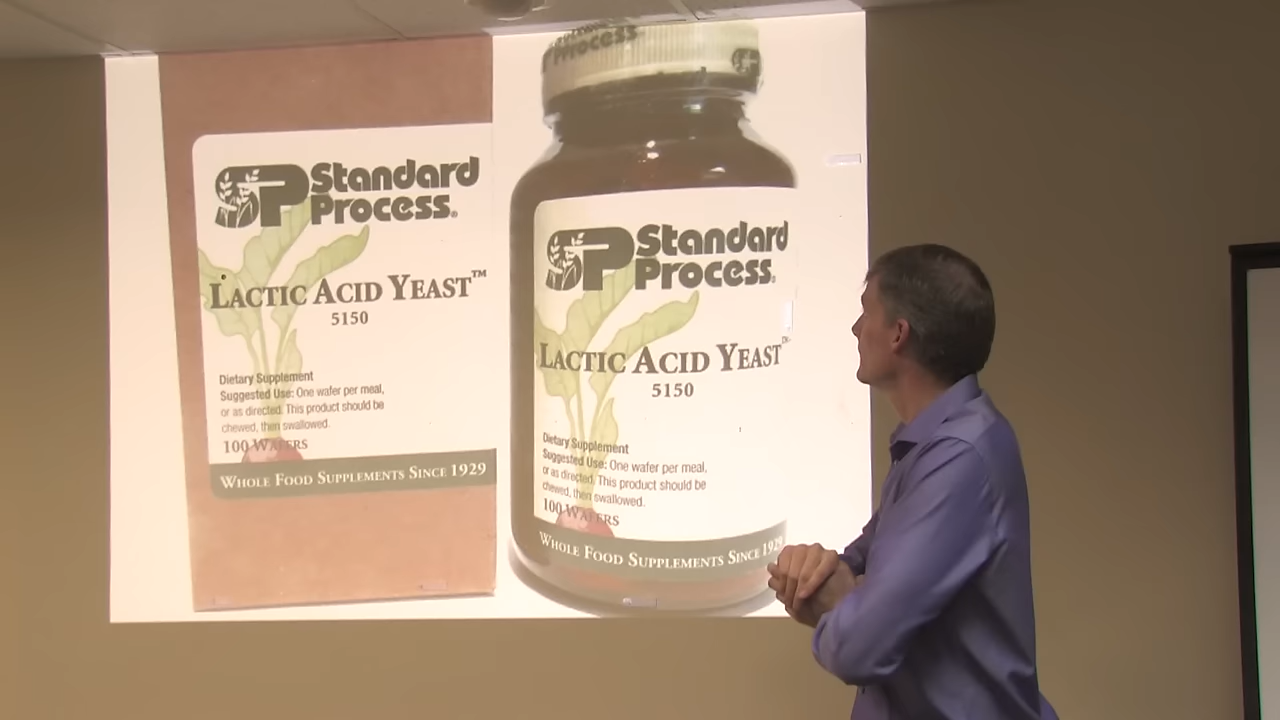 SP Standard
Process®
LACTIC ACID YEAST™
5150
Dietary Supplement
Suggested Use: One wafer per meal,
or as directed. This product should be
chewed, then swallowed.
100 WAFERS
WHOLE FOOD SUPPLEMENTS SINCE 1929
Process
SP Standard
Process®
LACTIC ACID YEAST™
5150
Dietary Supplement
Suggested Use: One wafer per meal,
or as directed. This product should be
chewed, then swallowed.
100 WAFERS
WHOLE FOOD SUPPLEMENTS SINCE 1929